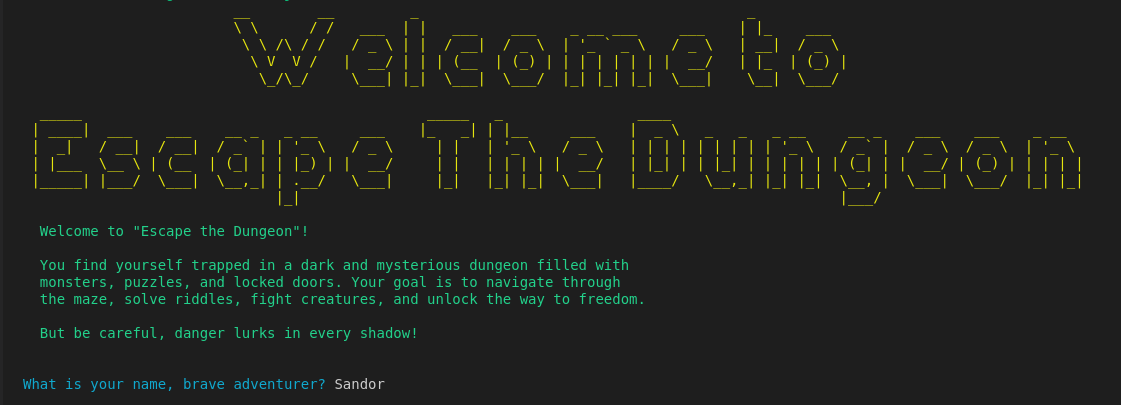 Welcome to
Escape The Dungeon
Welcome to "Escape the Dungeon"!
You find yourself trapped in a dark and mysterious dungeon filled with
monsters, puzzles, and locked doors. Your goal is to navigate through
the maze, solve riddles, fight creatures, and unlock the way to freedom.
But be careful, danger lurks in every shadow!
What is your name, brave adventurer? Sandor